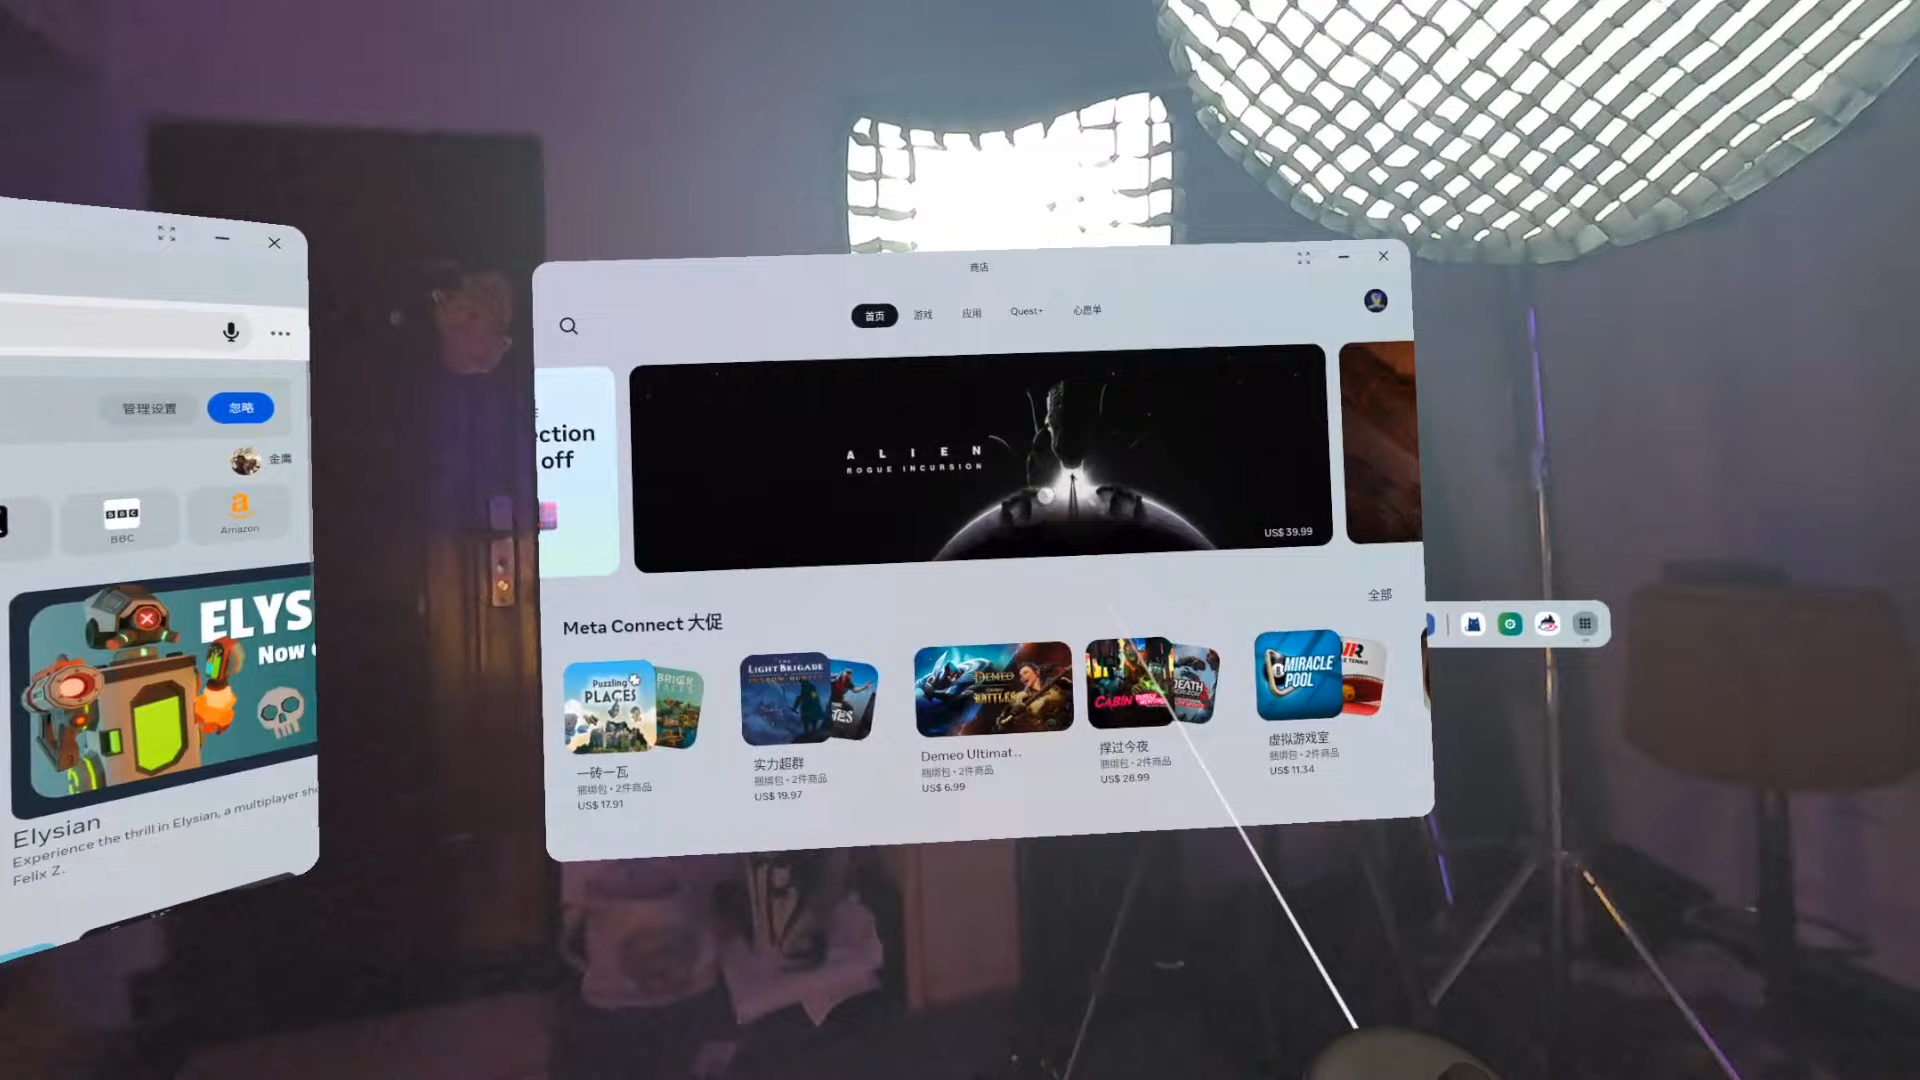 管理设置
忽略
金鹰
BBC
BBC
Amazon
ELYS
Now
Elysian
Experience the thrill in Elysian, a multiplayer sh
Felix Z.
商店
首页
游戏
应用
Quest+
心愿单
ction
off
ALIEN
ROGUE INCURSION
US$ 39.99
全部
Meta Connect 大促
Puzzling
PLACES
BRICK
TALES
一砖一瓦
捆绑包 • 2件商品
US$ 17.91
THE
LIGHT BRIGADE
实力超群
捆绑包 • 2件商品
US$ 19.97
DEMEO
BATTLES
Demeo Ultimat..
捆绑包 • 2件商品
US$ 6.99
CABIN
DEATH
HORIZON
撑过今夜
捆绑包 • 2件商品
US$ 28.99
8
MIRACLE
POOL
虚拟游戏室
捆绑包 • 2件商品
US$ 11.34